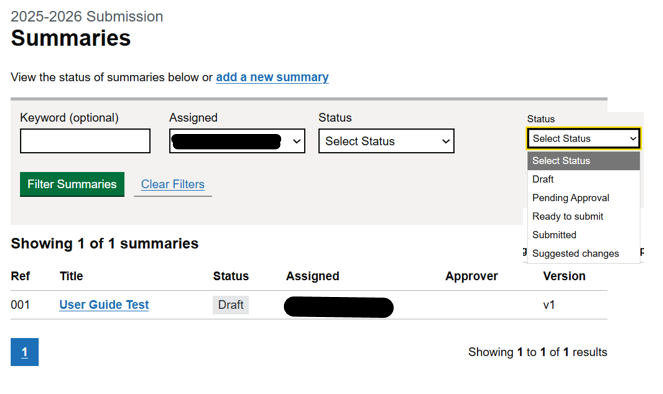 2025-2026 Submission
Summaries
View the status of summaries below or add a new summary
Keyword (optional) Assigned Status
Select Status
Filter Summaries Clear Filters
Status
Select Status
Select Status
Draft
Pending Approval
Ready to submit
Submitted
Suggested changes
Showing 1 of 1 summaries
Ref Title Status Assigned Approver Version
001 User Guide Test Draft v1
1 Showing 1 to 1 of 1 results